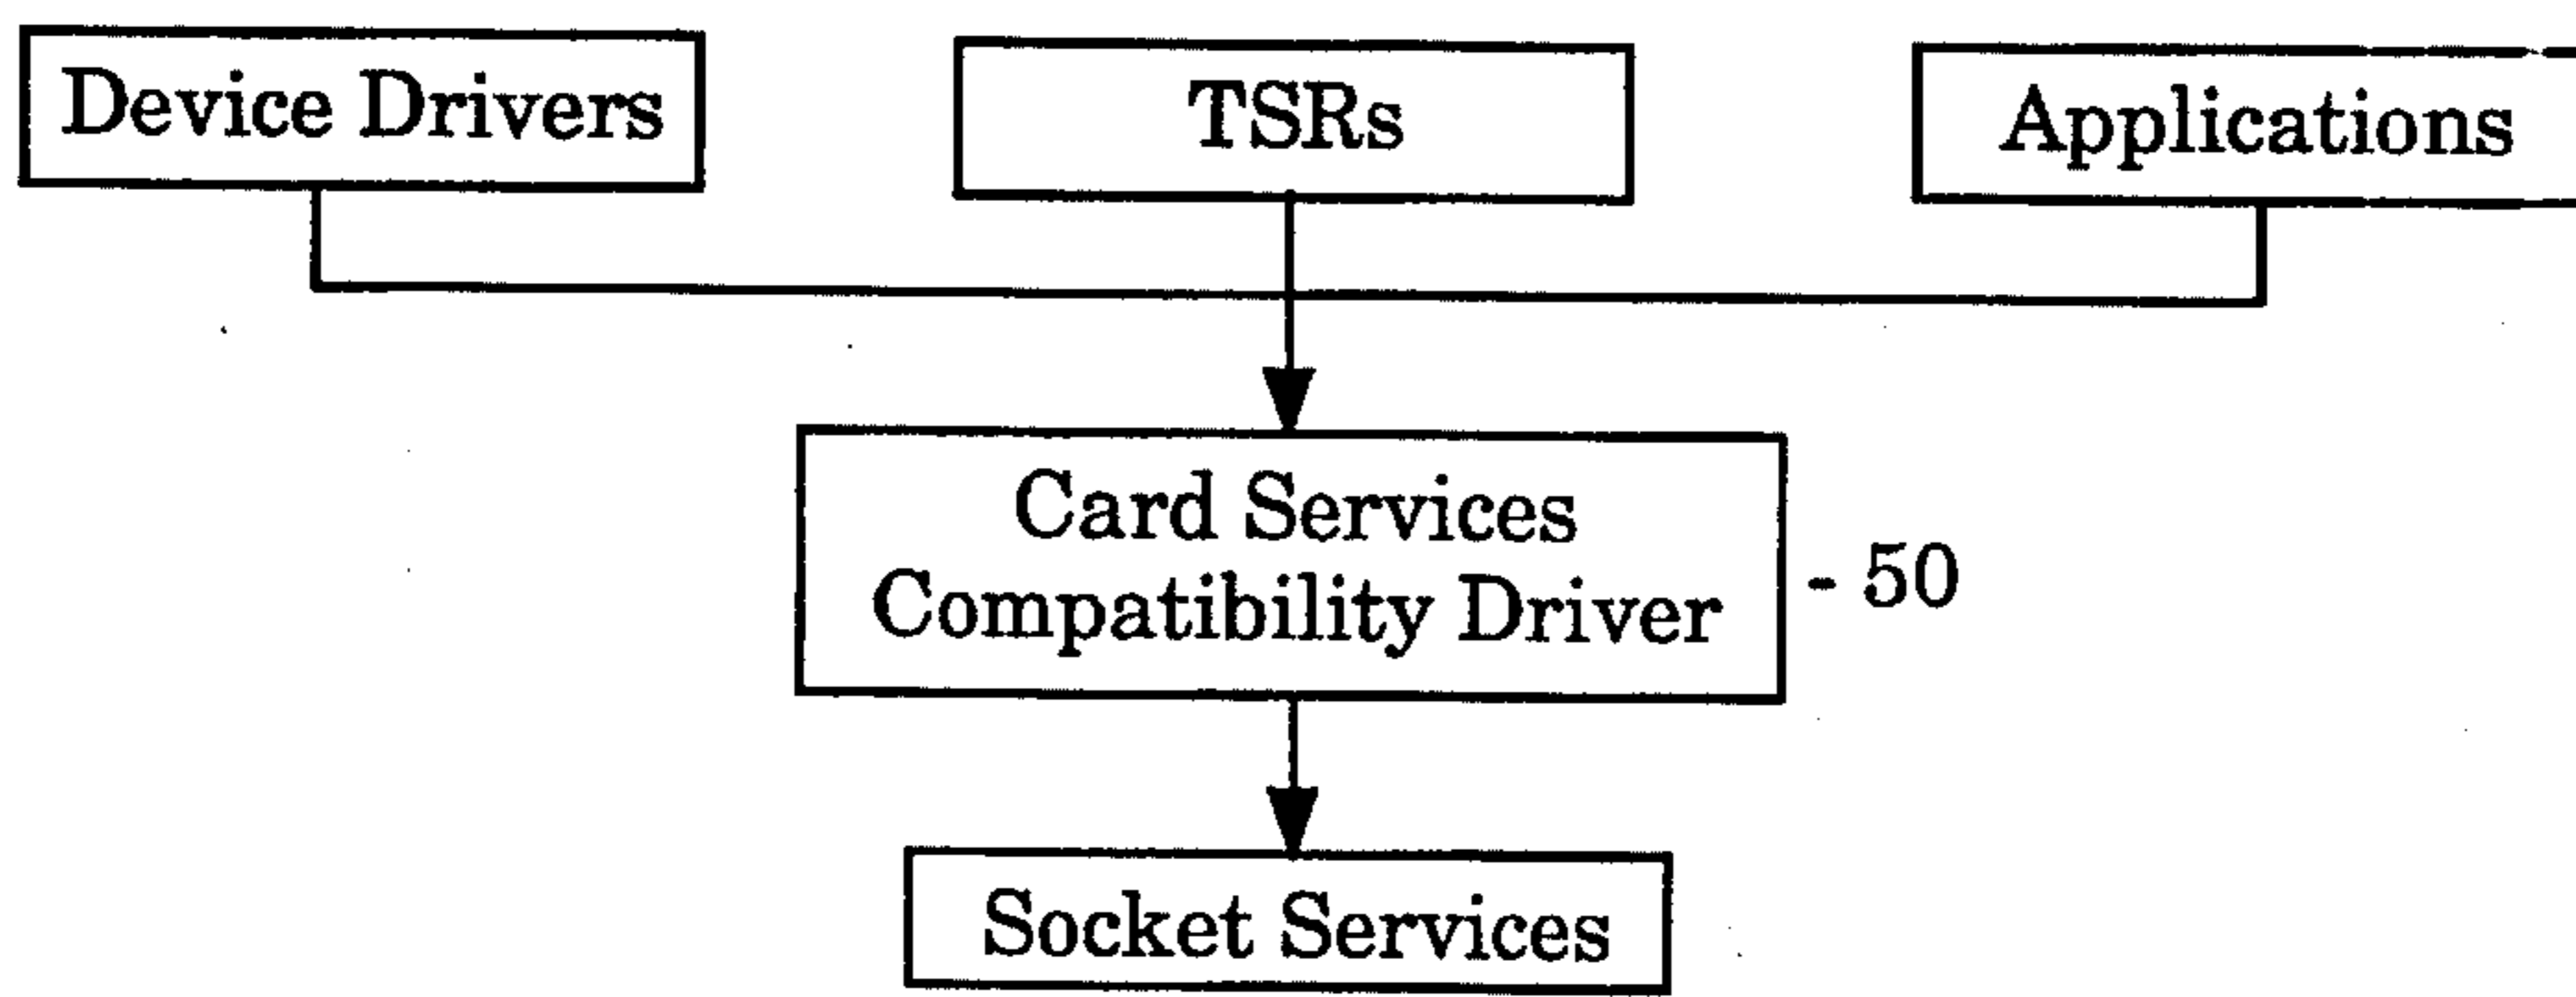 Device Drivers
TSRs
Applications
Card Services
Compatibility Driver
- 50
Socket Services